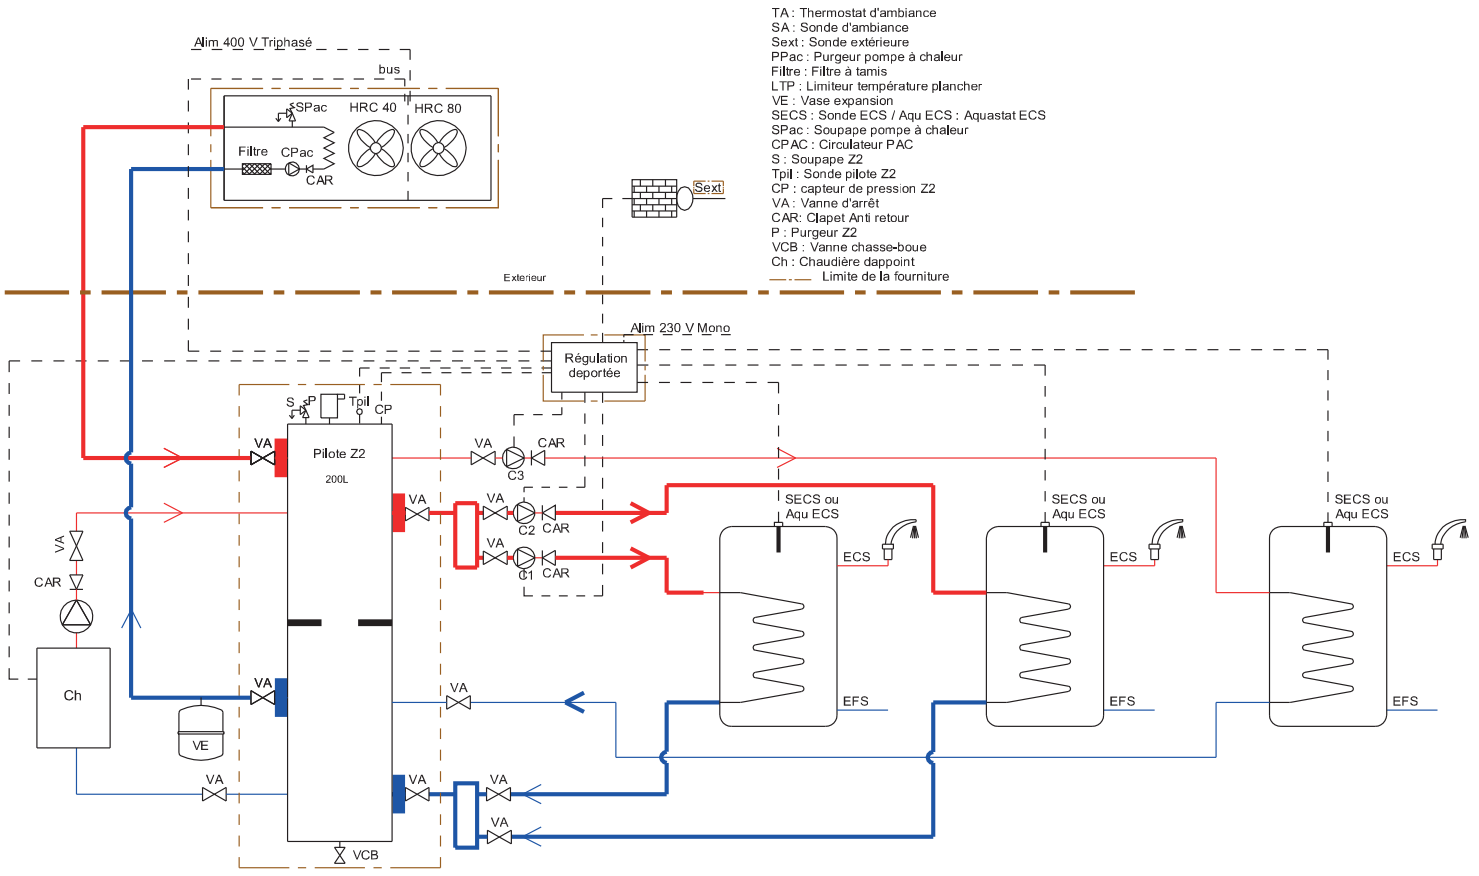 TA : Thermostat d'ambiance
SA : Sonde d'ambiance
Sext : Sonde extérieure
PPac : Purgeur pompe à chaleur
Filtre : Filtre à tamis
LTP : Limiteur température plancher
VE : Vase expansion
SECS : Sonde ECS / Aqu ECS : Aquastat ECS
SPac : Soupape pompe à chaleur
CPAC : Circulateur PAC
S : Soupape Z2
Tpil : Sonde pilote Z2
CP : capteur de pression Z2
VA : Vanne d'arrêt
CAR: Clapet Anti retour
P : Purgeur Z2
VCB : Vanne chasse-boue
Ch : Chaudière dappoint
Limite de la fourniture
Alim 400 V Triphasé
bus
SPac
HRC 40
HRC 80
Filtre
CPac
CAR
Sext
Exterieur
Alim 230 V Mono
Régulation
deportée
S
P
Tpil
CP
VA
Pilote Z2
200L
VA
CAR
C3
VA
VA
C2
CAR
VA
C1
CAR
SECS ou
Aqu ECS
SECS ou
Aqu ECS
SECS ou
Aqu ECS
ECS
ECS
ECS
VA
CAR
Ch
VA
VE
VA
VA
EFS
EFS
EFS
VA
VA
VA
VCB